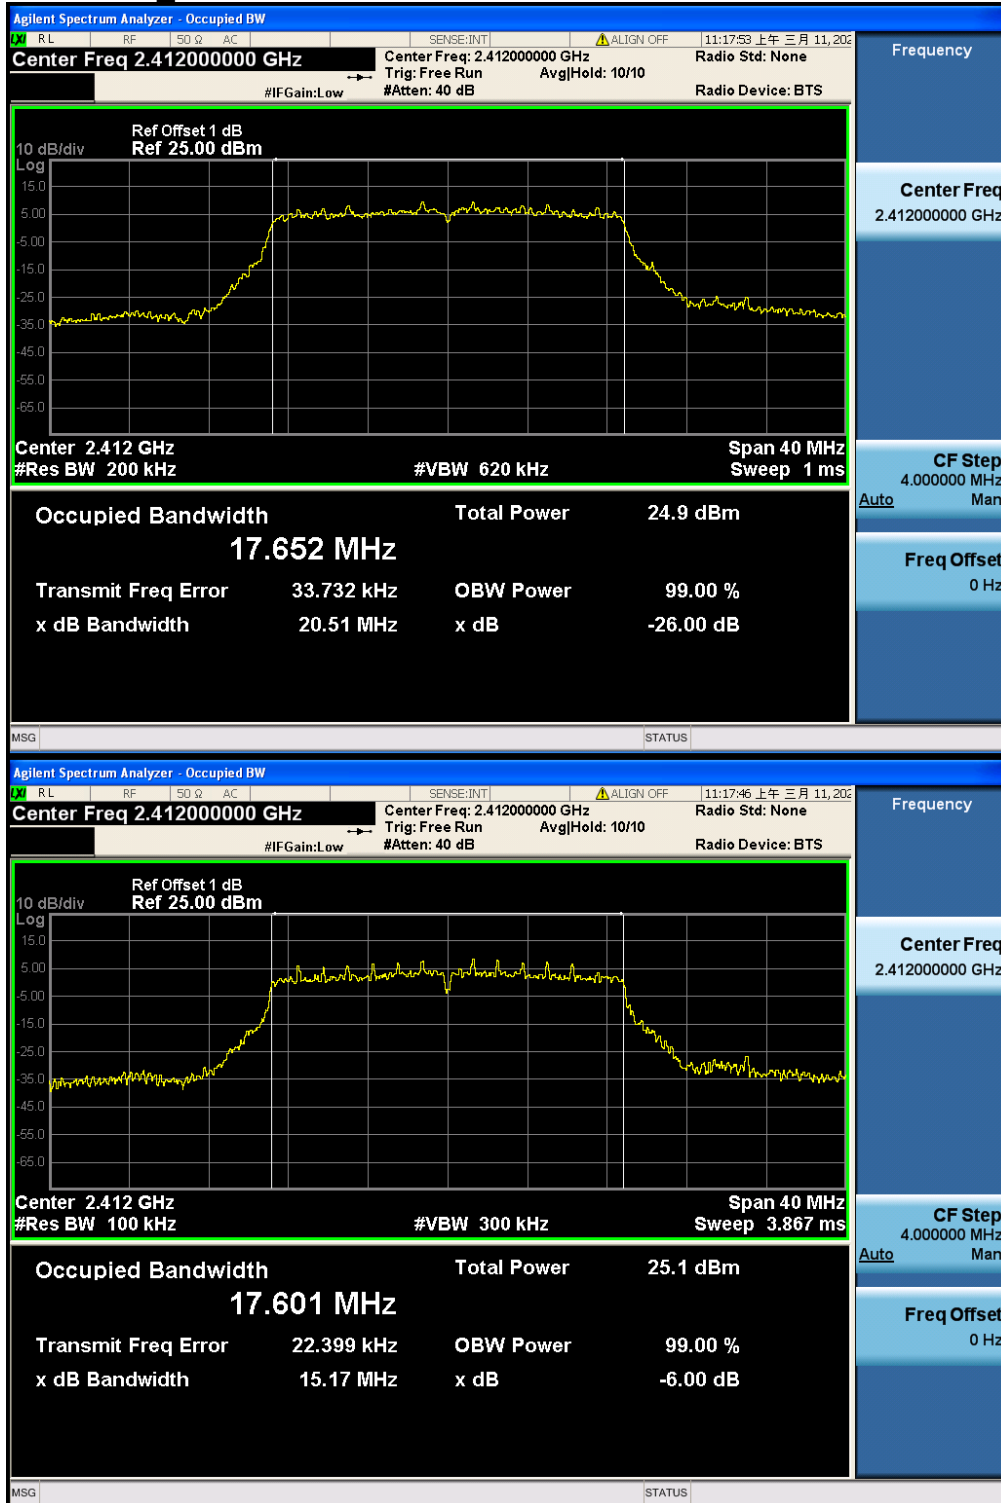 Agilent Spectrum Analyzer - Occupied BW
LXI RL RF 50 Ω AC SENSE:INT ALIGN OFF 11:17:53 上午 三月 11, 202
Center Freq 2.412000000 GHz
Center Freq: 2.412000000 GHz
Radio Std: None
Trig: Free Run Avg|Hold: 10/10
#IFGain:Low
#Atten: 40 dB
Radio Device: BTS
Frequency
Ref Offset 1 dB
10 dB/div Ref 25.00 dBm
Log
15.0
5.00
-5.00
-15.0
-25.0
-35.0
-45.0
-55.0
-65.0
Center 2.412 GHz Span 40 MHz
#Res BW 200 kHz #VBW 620 kHz Sweep 1 ms
Center Freq
2.412000000 GHz
CF Step
4.000000 MHz
Auto Man
Freq Offset
0 Hz
Occupied Bandwidth Total Power 24.9 dBm
17.652 MHz
Transmit Freq Error 33.732 kHz OBW Power 99.00 %
x dB Bandwidth 20.51 MHz x dB -26.00 dB
MSG STATUS
Agilent Spectrum Analyzer - Occupied BW
LXI RL RF 50 Ω AC SENSE:INT ALIGN OFF 11:17:46 上午 三月 11, 202
Center Freq 2.412000000 GHz
Center Freq: 2.412000000 GHz
Radio Std: None
Trig: Free Run Avg|Hold: 10/10
#IFGain:Low
#Atten: 40 dB
Radio Device: BTS
Frequency
Ref Offset 1 dB
10 dB/div Ref 25.00 dBm
Log
15.0
5.00
-5.00
-15.0
-25.0
-35.0
-45.0
-55.0
-65.0
Center 2.412 GHz Span 40 MHz
#Res BW 100 kHz #VBW 300 kHz Sweep 3.867 ms
Center Freq
2.412000000 GHz
CF Step
4.000000 MHz
Auto Man
Freq Offset
0 Hz
Occupied Bandwidth Total Power 25.1 dBm
17.601 MHz
Transmit Freq Error 22.399 kHz OBW Power 99.00 %
x dB Bandwidth 15.17 MHz x dB -6.00 dB
MSG STATUS